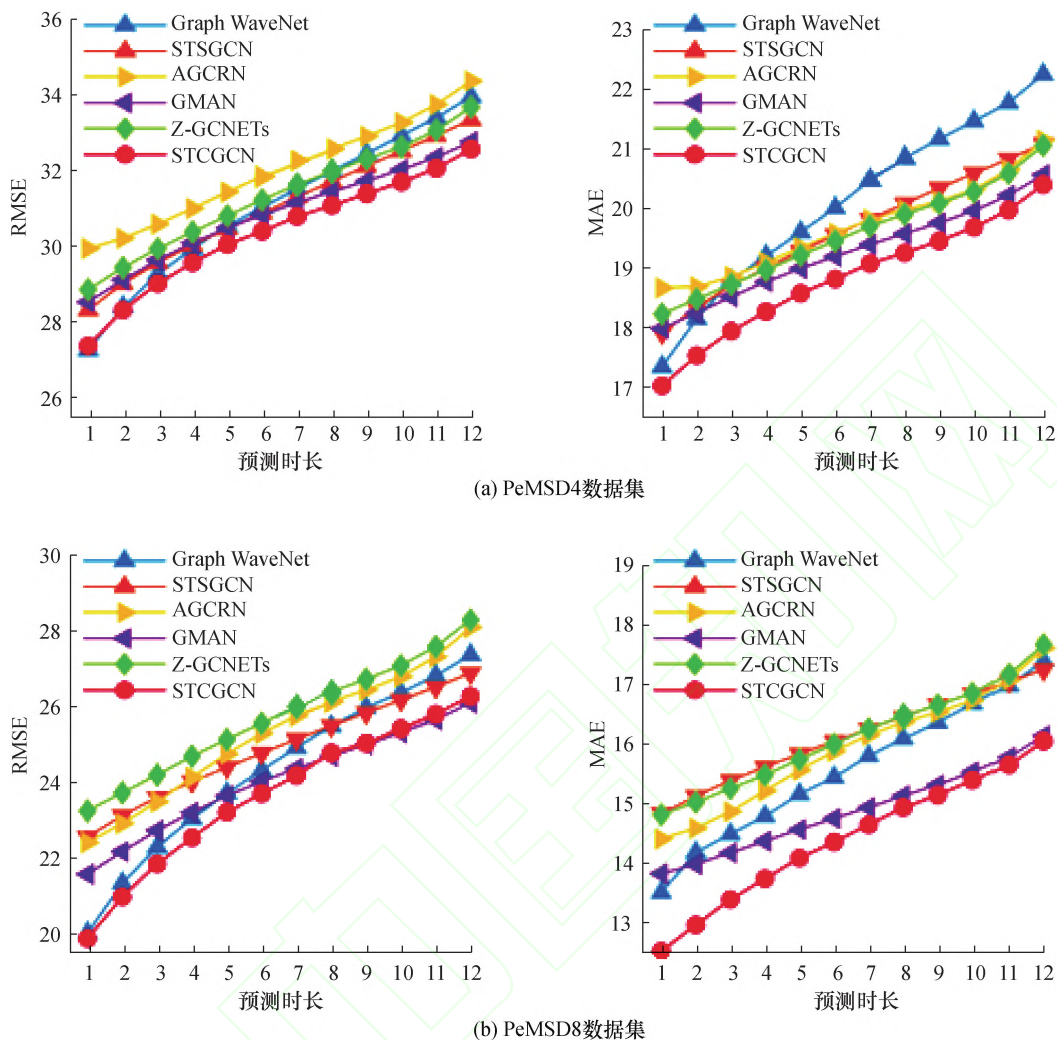 36
34
32
30
28
26
RMSE
Graph WaveNet
STSGCN
AGCRN
GMAN
Z-GCNETs
STCGCN
1 2 3 4 5 6 7 8 9 10 11 12
预测时长
23
22
21
20
19
18
17
MAE
Graph WaveNet
STSGCN
AGCRN
GMAN
Z-GCNETs
STCGCN
1 2 3 4 5 6 7 8 9 10 11 12
预测时长
(a) PeMSD4数据集
30
28
26
24
22
20
RMSE
Graph WaveNet
STSGCN
AGCRN
GMAN
Z-GCNETs
STCGCN
1 2 3 4 5 6 7 8 9 10 11 12
预测时长
19
18
17
16
15
14
13
MAE
Graph WaveNet
STSGCN
AGCRN
GMAN
Z-GCNETs
STCGCN
1 2 3 4 5 6 7 8 9 10 11 12
预测时长
(b) PeMSD8数据集